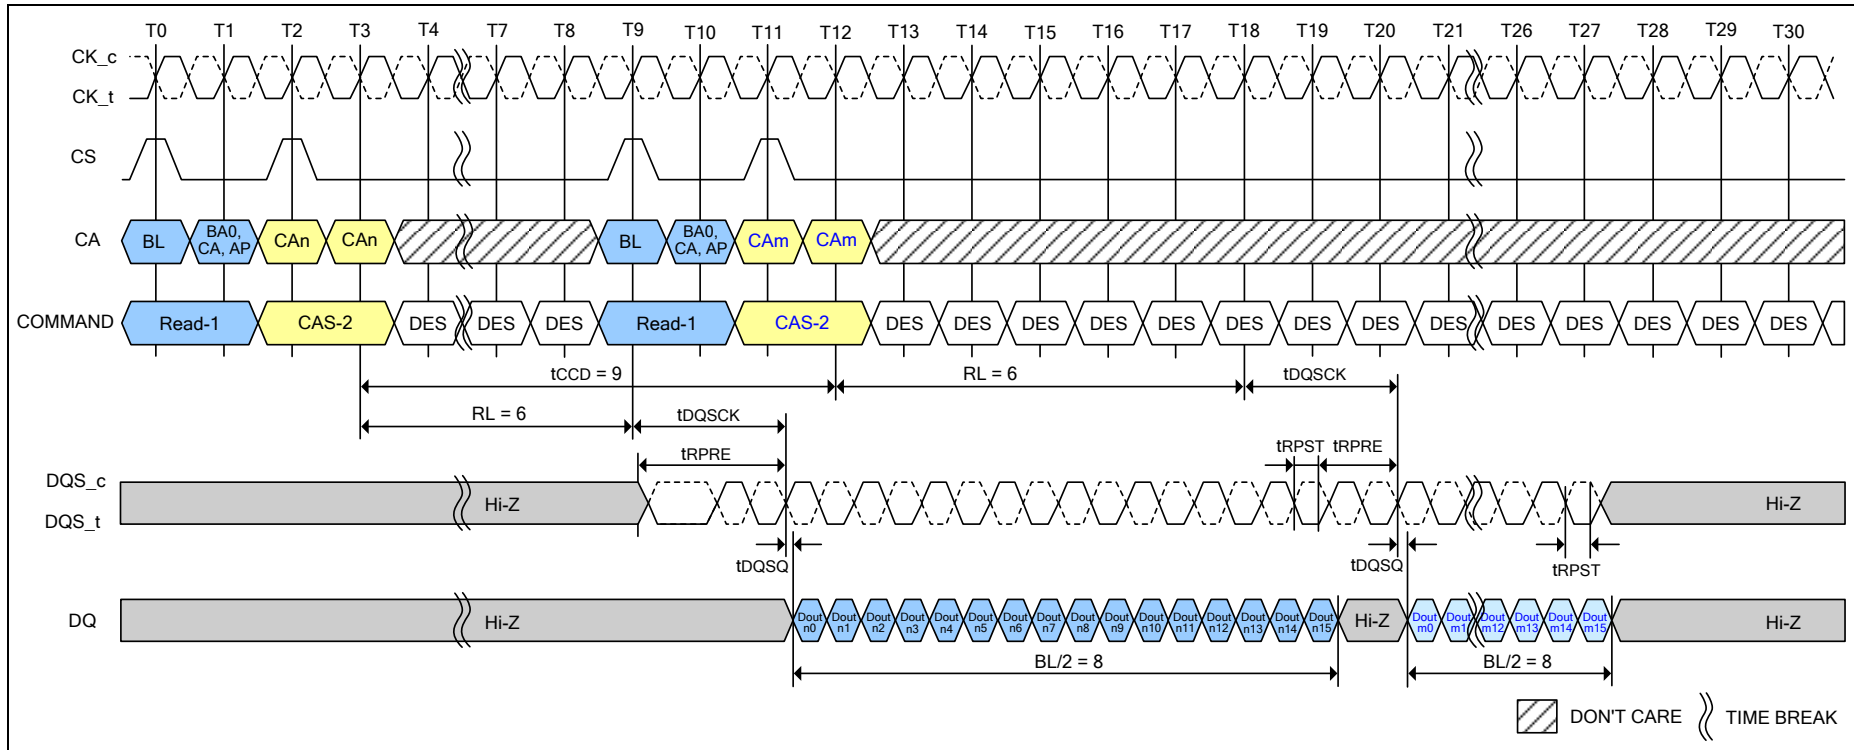 T0 T1 T2 T3 T4 T7 T8 T9 T10 T11 T12 T13 T14 T15 T16 T17 T18 T19 T20 T21 T26 T27 T28 T29 T30
CK_c
CK_t
CS
CA BL BA0, CA, AP CAn CAn BL BA0, CA, AP CAm CAm
COMMAND Read-1 CAS-2 DES DES DES Read-1 CAS-2 DES DES DES DES DES DES DES DES DES DES DES DES DES DES
tCCD = 9 RL = 6 tDQSCK
RL = 6 tDQSCK
tRPRE tRPST tRPRE
DQS_c
Hi-Z Hi-Z
DQS_t
tDQSQ tDQSQ tRPST
DQ Hi-Z Dout n0 Dout n1 Dout n2 Dout n3 Dout n4 Dout n5 Dout n6 Dout n7 Dout n8 Dout n9 Dout n10 Dout n11 Dout n12 Dout n13 Dout n14 Dout n15 Hi-Z Dout m0 Dout m1 Dout m12 Dout m13 Dout m14 Dout m15 Hi-Z
BL/2 = 8 BL/2 = 8
DON'T CARE TIME BREAK